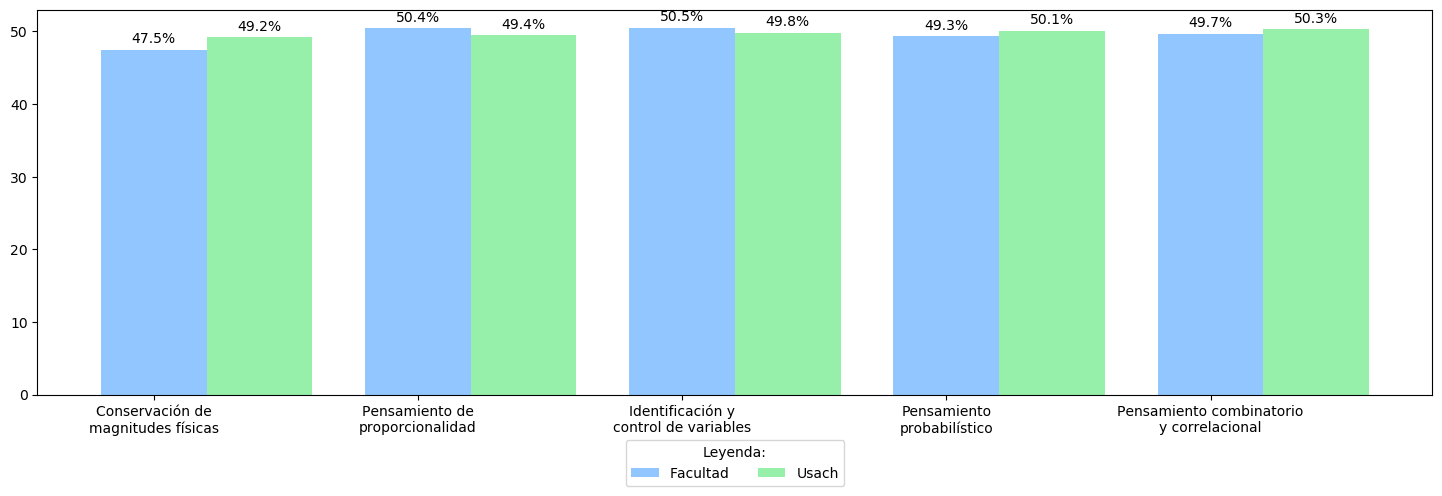 47.5%
49.2%
50.4%
49.4%
50.5%
49.8%
49.3%
50.1%
49.7%
50.3%
50
40
30
20
10
0
Conservación de
magnitudes físicas
Pensamiento de
proporcionalidad
Identificación y
control de variables
Pensamiento
probabilístico
Pensamiento combinatorio
y correlacional
Leyenda:
Facultad
Usach